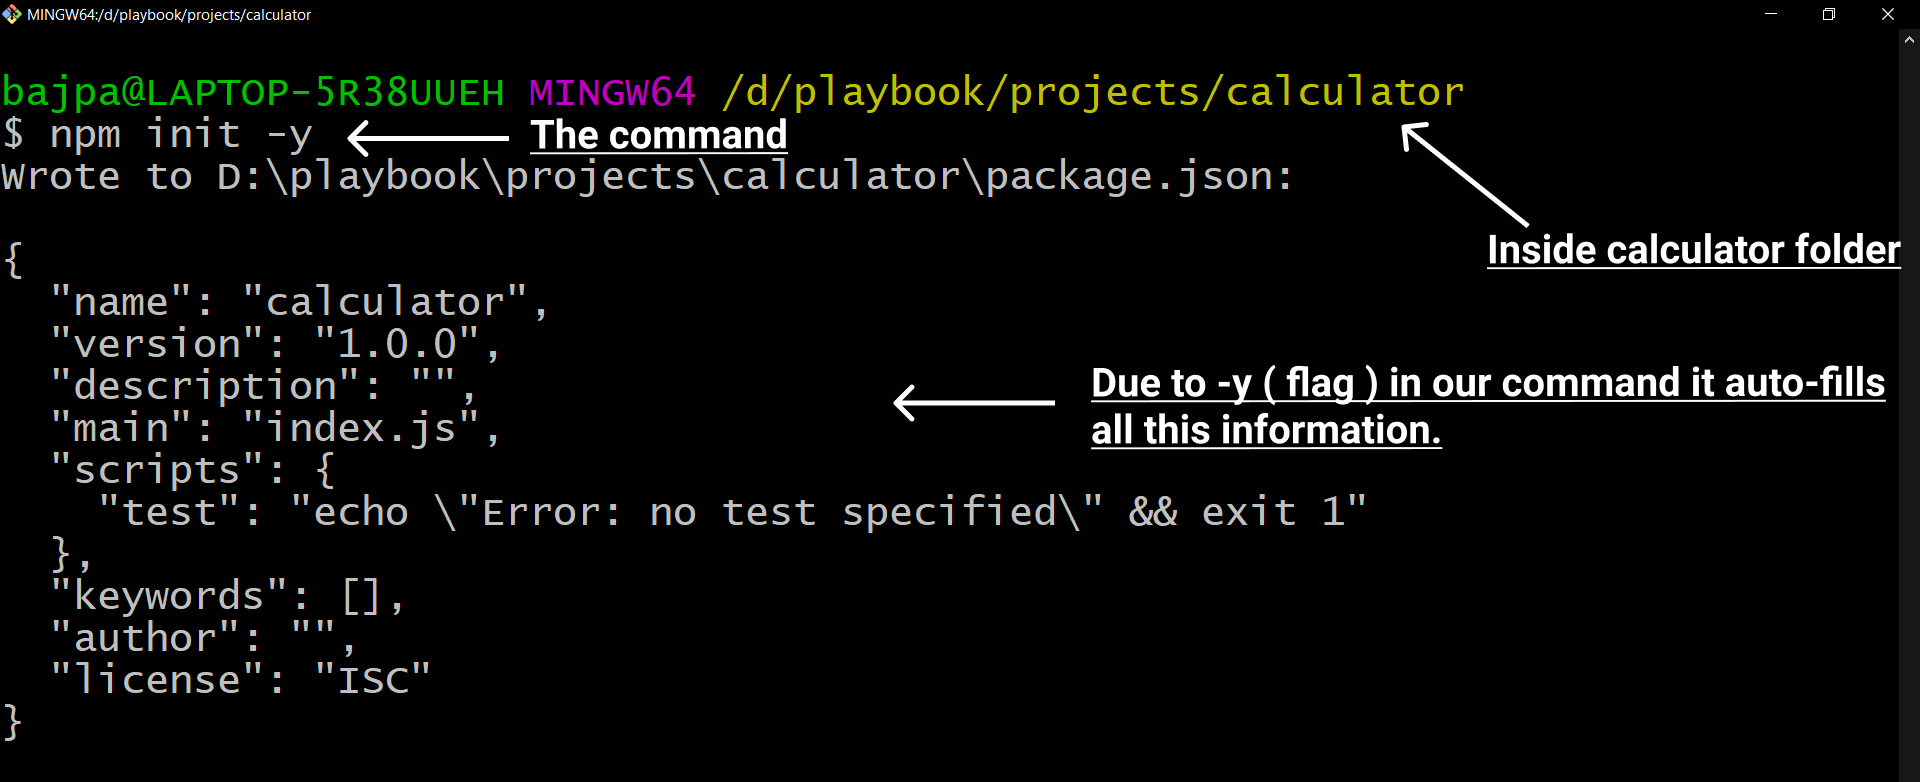 MINGW64:/d/playbook/projects/calculator
bajpa@LAPTOP-5R38UUEH MINGW64 /d/playbook/projects/calculator
$ npm init -y
The command
Wrote to D:\playbook\projects\calculator\package.json:
Inside calculator folder
{
  "name": "calculator",
  "version": "1.0.0",
  "description": "",
  "main": "index.js",
Due to -y ( flag ) in our command it auto-fills
all this information.
  "scripts": {
    "test": "echo \"Error: no test specified\" && exit 1"
  },
  "keywords": [],
  "author": "",
  "license": "ISC"
}